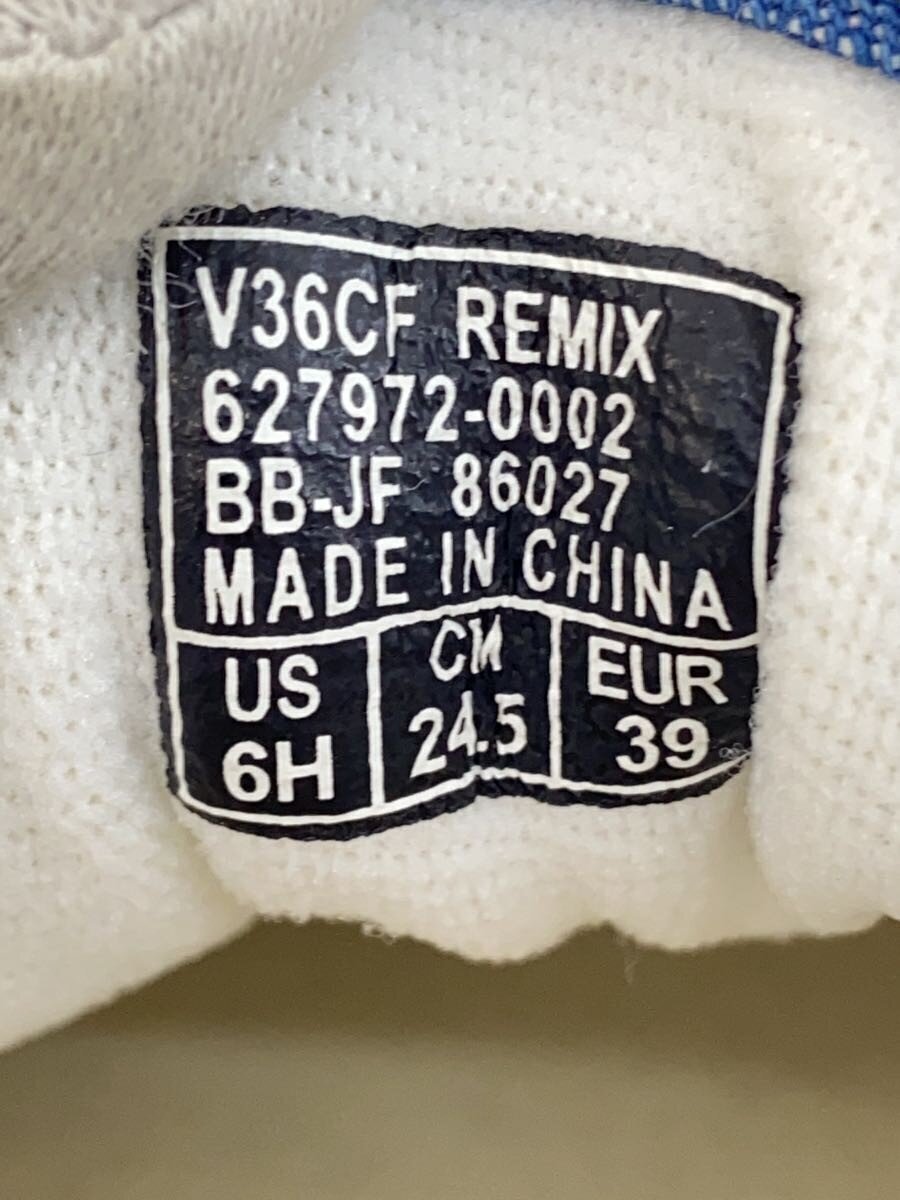 V36CF REMIX
627972-0002
BB-JF 86027
MADE IN CHINA
US CM EUR
6H 24.5 39